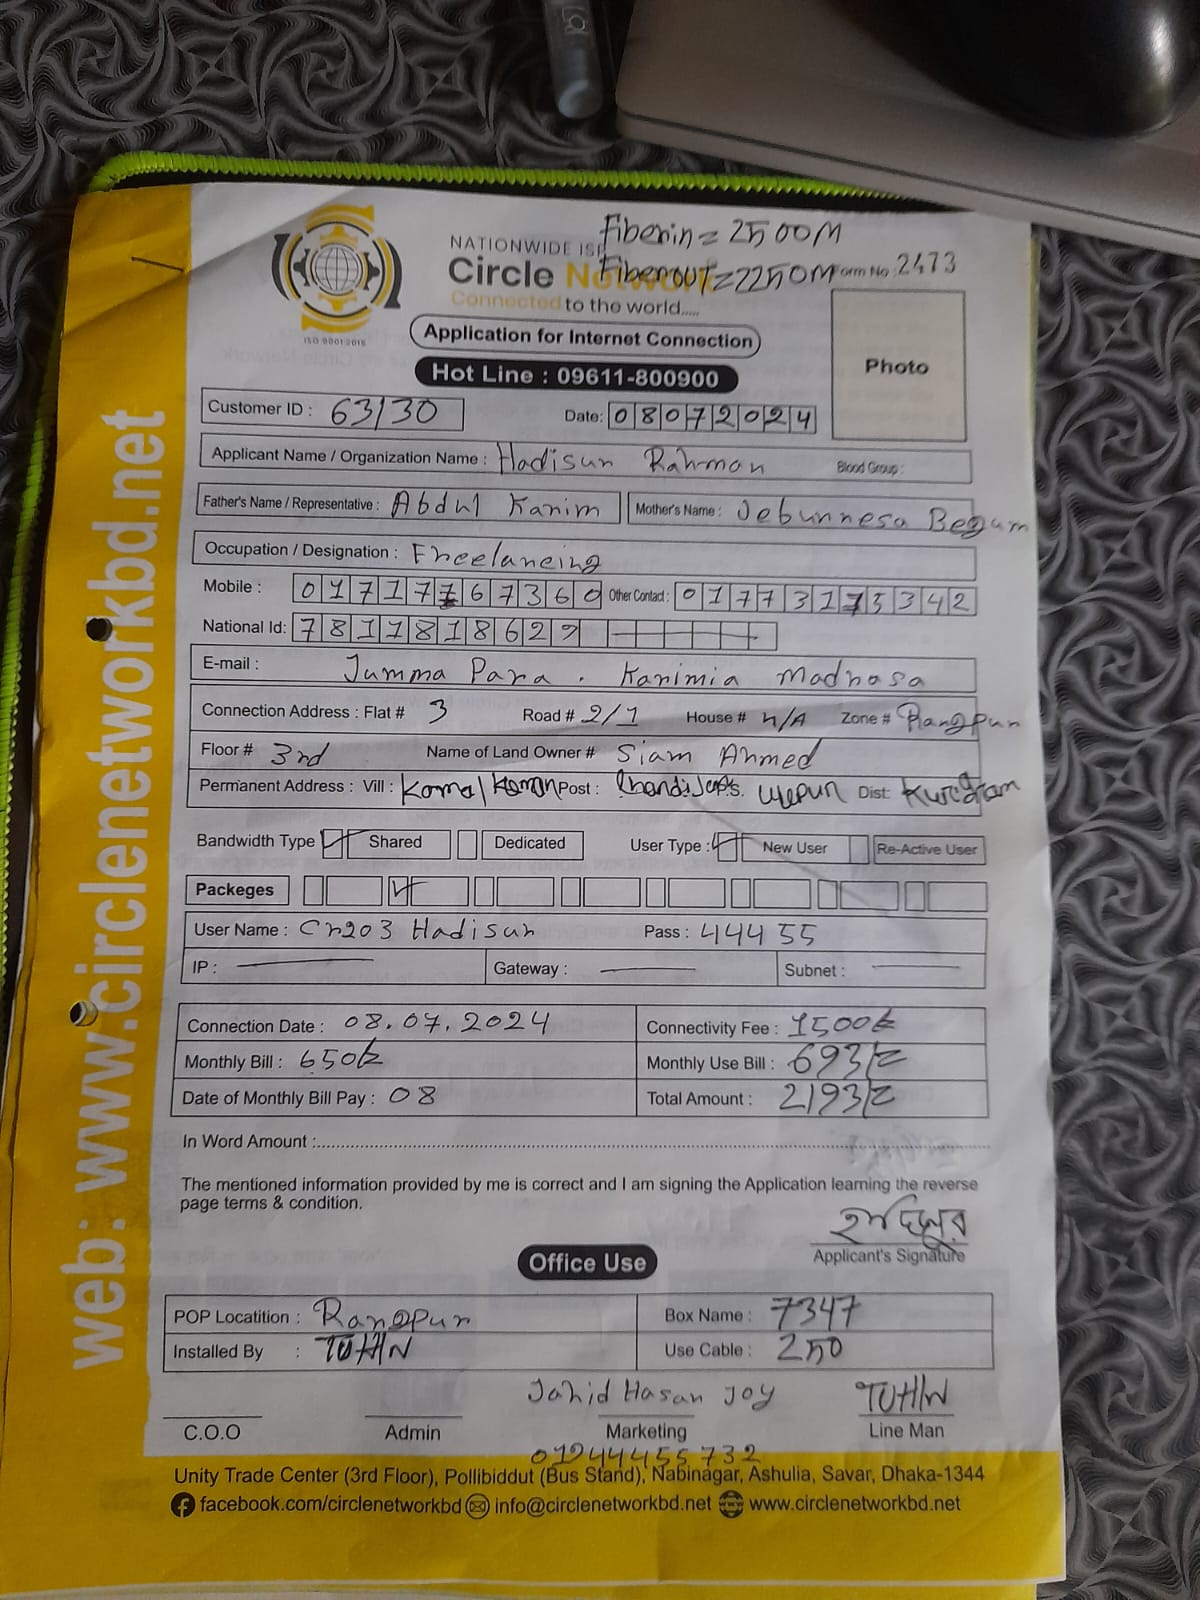 Fiberin = 2500M
NATIONWIDE ISP
Circle Network Fiberout = 2250M Form No : 2473
Connected to the world.....
ISO 9001:2015
Application for Internet Connection
Photo
Hot Line : 09611-800900
Customer ID : 63130 Date: 08072024
Applicant Name / Organization Name : Hadisur Rahman Blood Group :
Father's Name / Representative : Abdul Karim Mother's Name : Jebunnesa Begum
Occupation / Designation : Freelancing
Mobile : 01717767360 Other Contact : 01773175342
National Id: 7811818629
E-mail : Jumma Para . Karimia Madrasa
Connection Address : Flat # 3 Road # 2/1 House # N/A Zone # Rangpur
Floor # 3rd Name of Land Owner # Siam Ahmed
Permanent Address : Vill : Komal Post : P.s. Ulepur Dist: Kurigram
Bandwidth Type Shared Dedicated User Type : New User Re-Active User
Packeges
User Name : Cr203 Hadisur Pass : 44455
IP : Gateway : Subnet :
Connection Date : 08.07.2024 Connectivity Fee : 1500/=
Monthly Bill : 650/= Monthly Use Bill : 693/=
Date of Monthly Bill Pay : 08 Total Amount : 2193/=
In Word Amount :
The mentioned information provided by me is correct and I am signing the Application learning the reverse
page terms & condition.
হাদিসুর
Applicant's Signature
Office Use
POP Locatition : Rangpur Box Name : 7347
Installed By : TUHIN Use Cable : 250
Jahid Hasan Joy TUHIN
C.O.O Admin Marketing Line Man
01944455732
Unity Trade Center (3rd Floor), Pollibiddut (Bus Stand), Nabinagar, Ashulia, Savar, Dhaka-1344
facebook.com/circlenetworkbd info@circlenetworkbd.net www.circlenetworkbd.net
web: www.circlenetworkbd.net